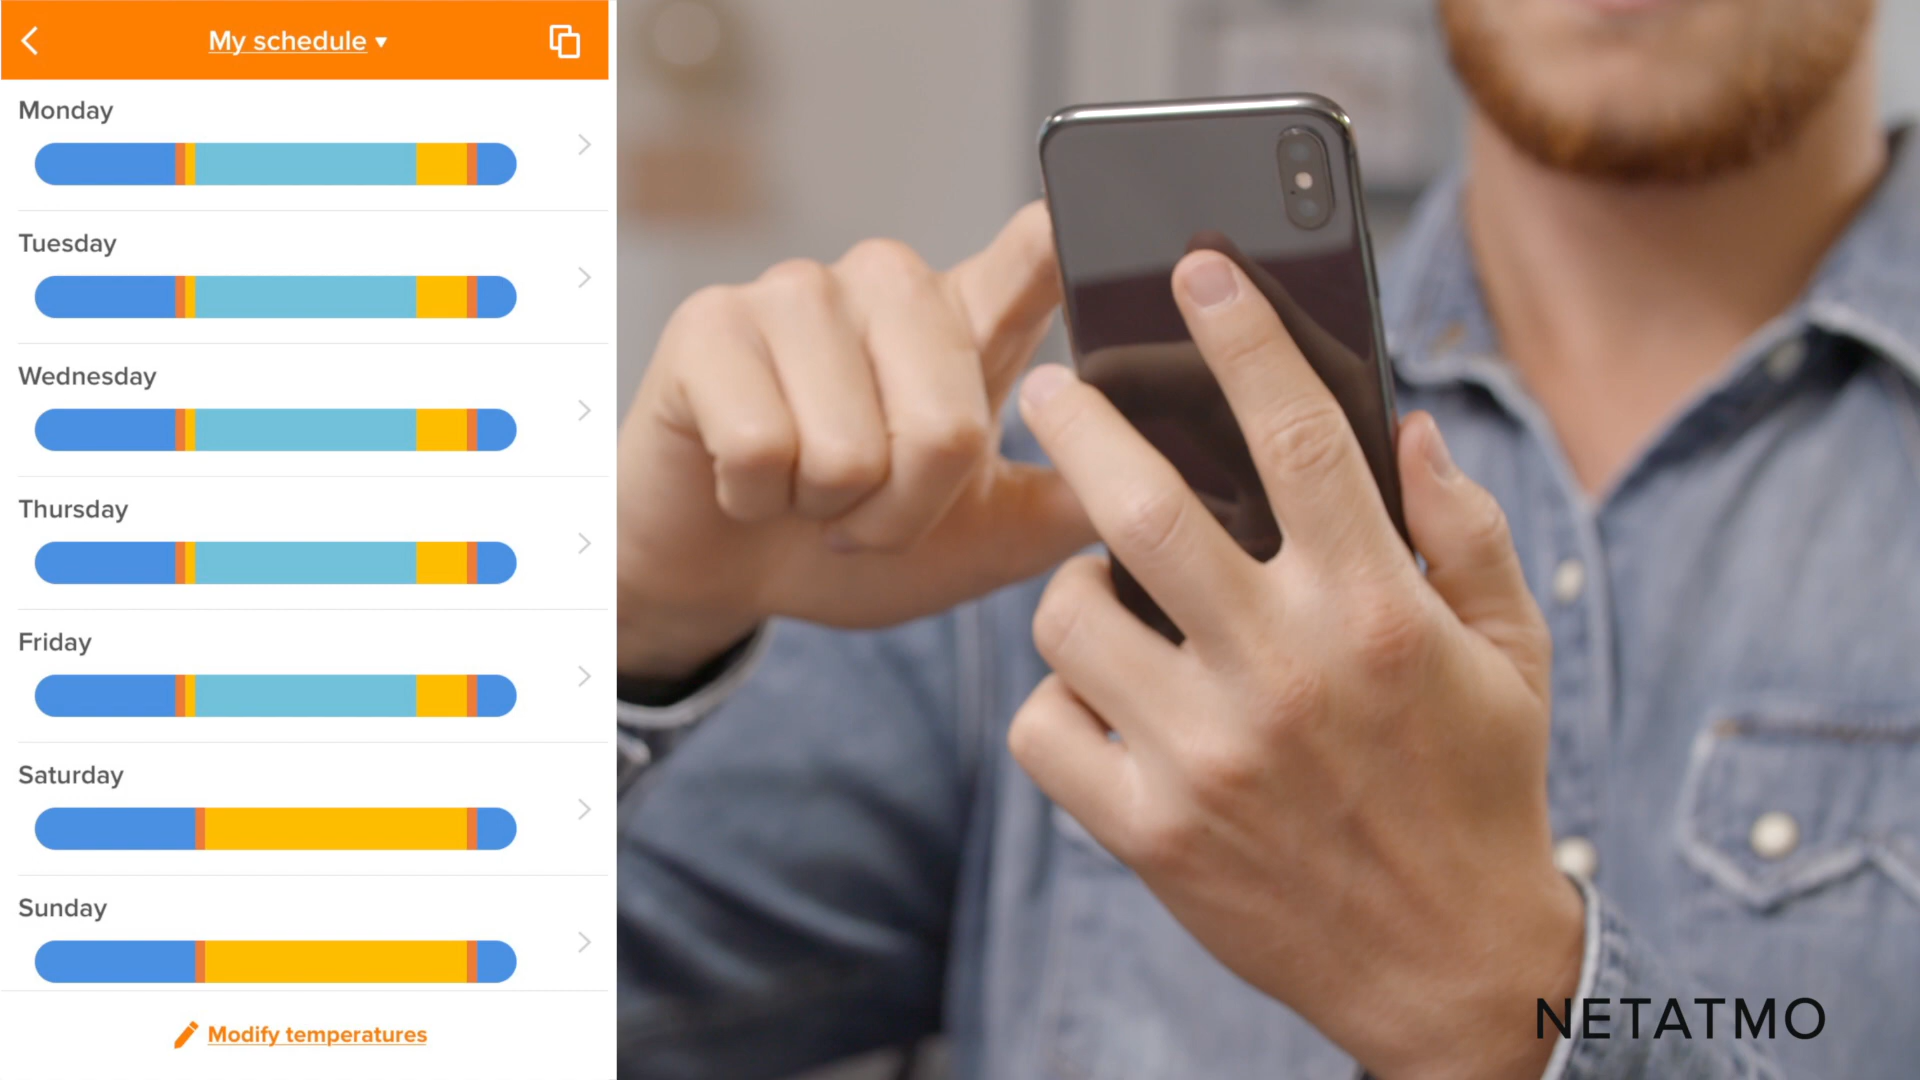 My schedule ▼
Monday
Tuesday
Wednesday
Thursday
Friday
Saturday
Sunday
Modify temperatures
NETATMO